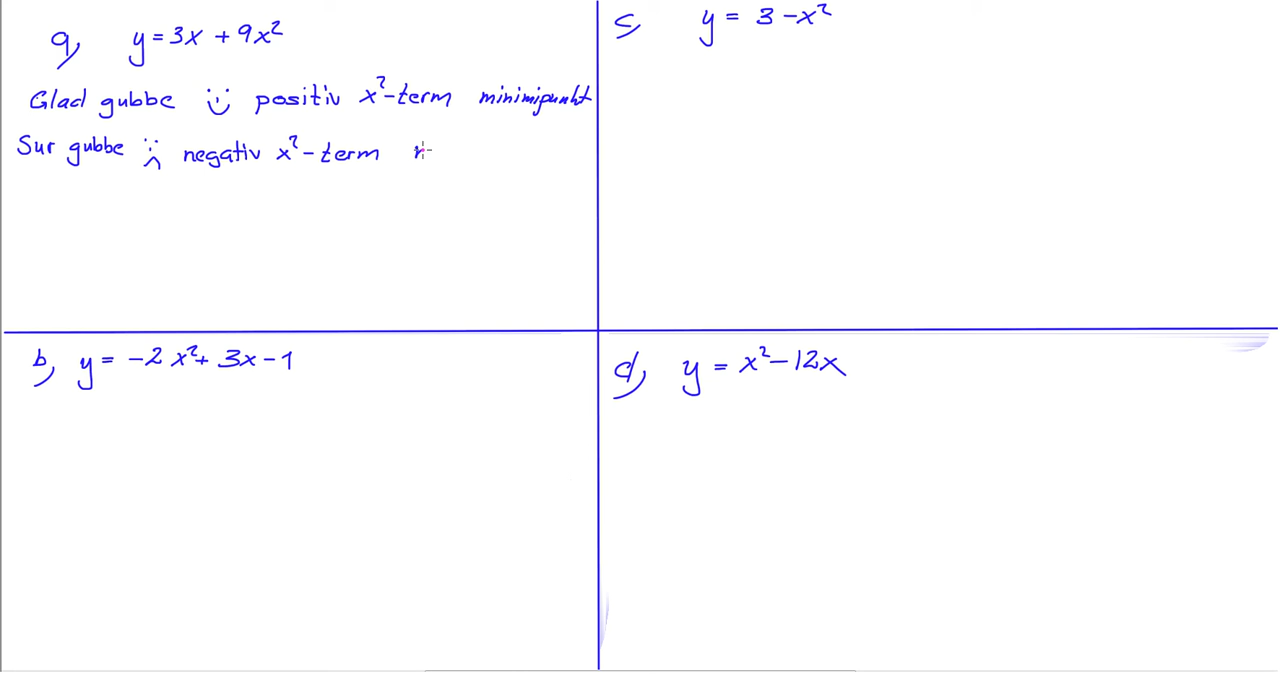 a) y = 3x + 9x²
Glad gubbe positiv x²-term minimipunkt
Sur gubbe negativ x²-term
b) y = -2x² + 3x - 1
c) y = 3 - x²
d) y = x² - 12x